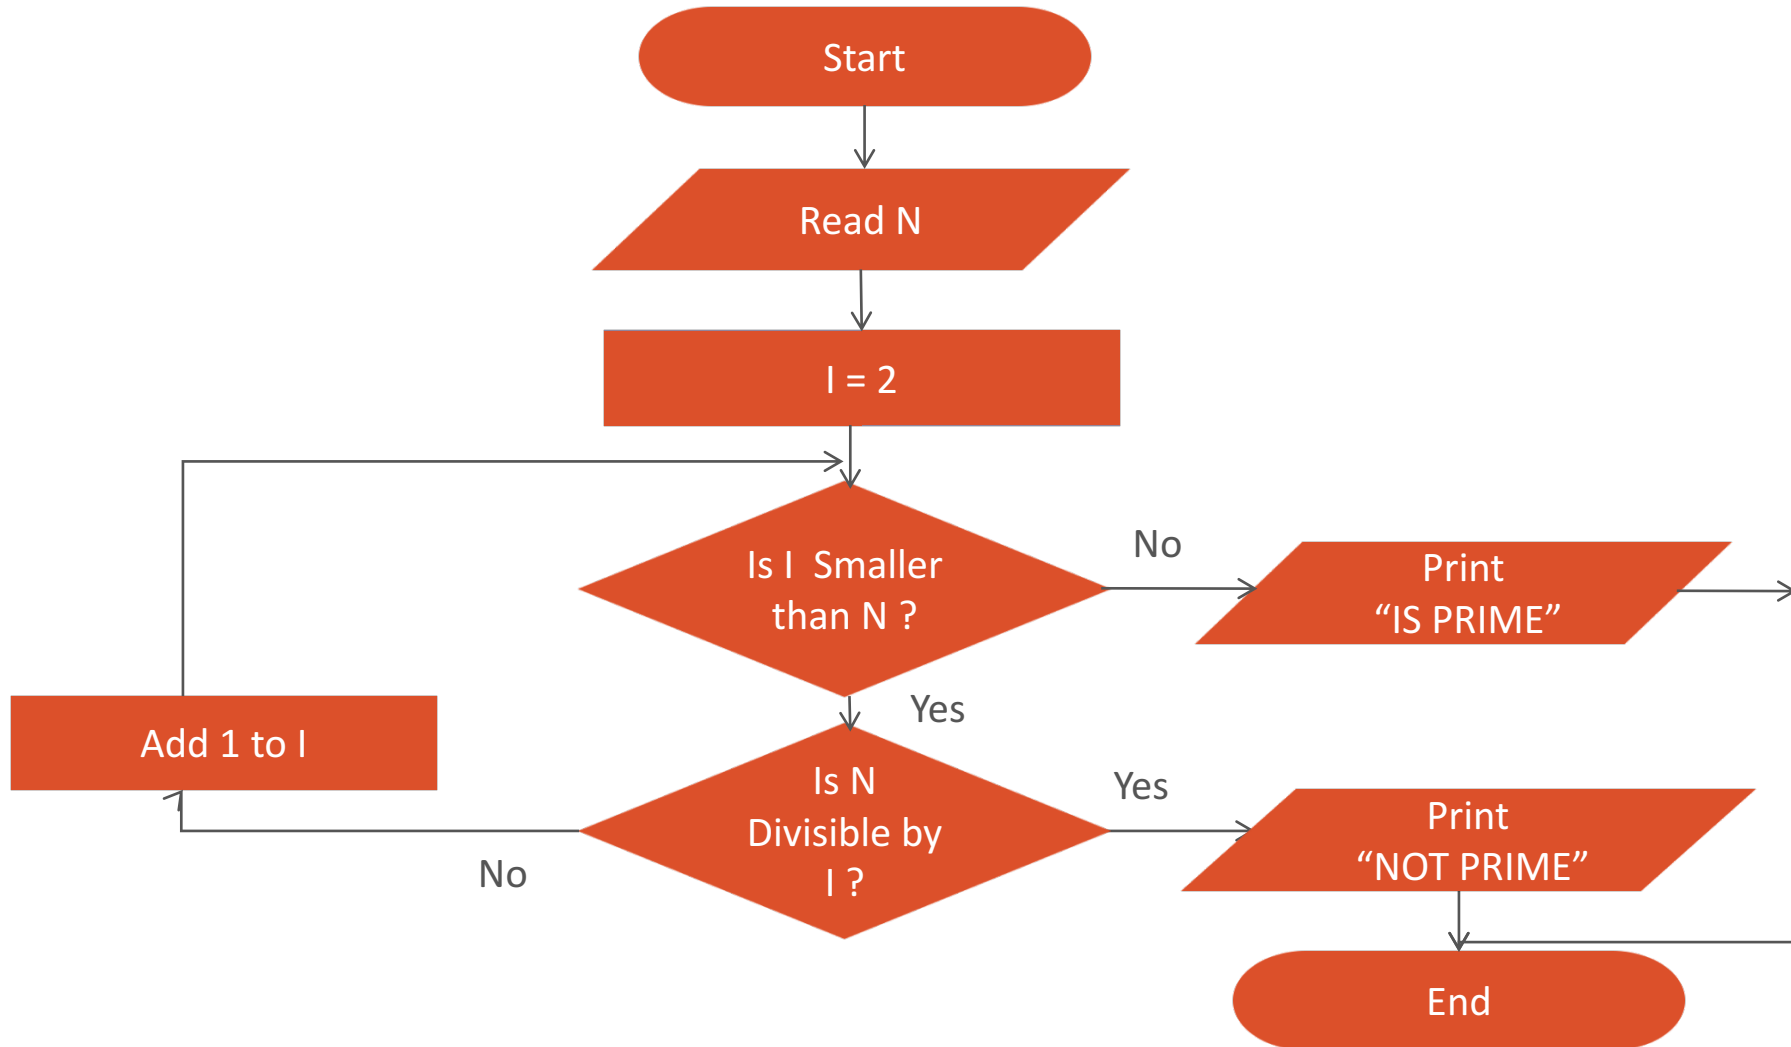 Start
Read N
I = 2
Is I Smaller
than N ?
No
Print
“IS PRIME”
Yes
Add 1 to I
Is N
Divisible by
I ?
Yes
No
Print
“NOT PRIME”
End